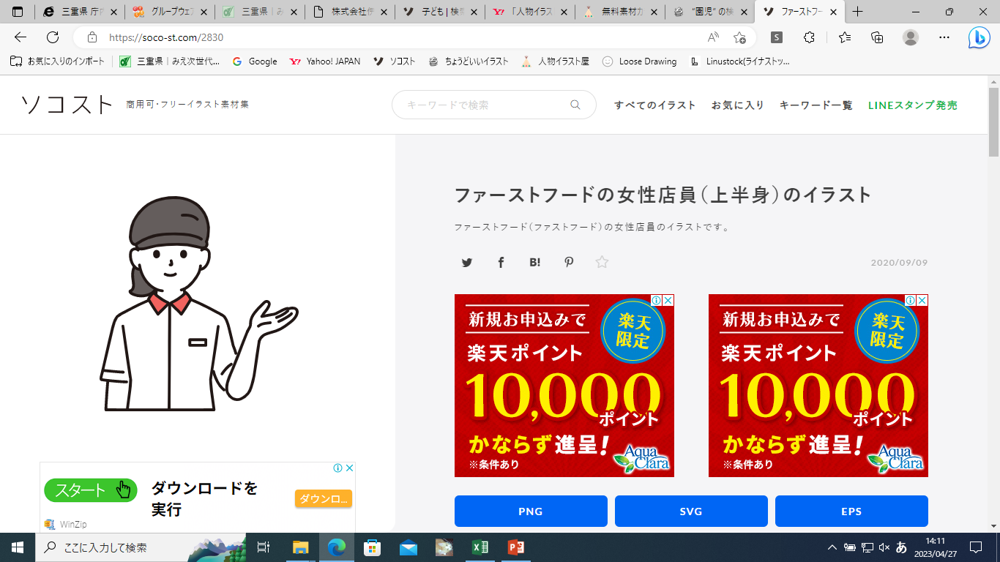 三重県 庁内
グループウェア
三重県｜み
株式会社伊
子ども | 検索
「人物イラス
無料素材カ
"園児" の検
ファーストフー
https://soco-st.com/2830
お気に入りのインポート
三重県｜みえ次世代...
Google
Yahoo! JAPAN
ソコスト
ちょうどいいイラスト
人物イラスト屋
Loose Drawing
Linustock(ライナストッ...
ソコスト
商用可・フリーイラスト素材集
キーワードで検索
すべてのイラスト
お気に入り
キーワード一覧
LINEスタンプ発売
ファーストフードの女性店員（上半身）のイラスト
ファーストフード（ファストフード）の女性店員のイラストです。
B!
2020/09/09
新規お申込みで
楽天
限定
楽天ポイント
10,000
ポイント
かならず進呈！
※条件あり
Aqua
Clara
新規お申込みで
楽天
限定
楽天ポイント
10,000
ポイント
かならず進呈！
※条件あり
Aqua
Clara
スタート
ダウンロードを
実行
ダウンロ...
WinZip
PNG
SVG
EPS
ここに入力して検索
あ
14:11
2023/04/27